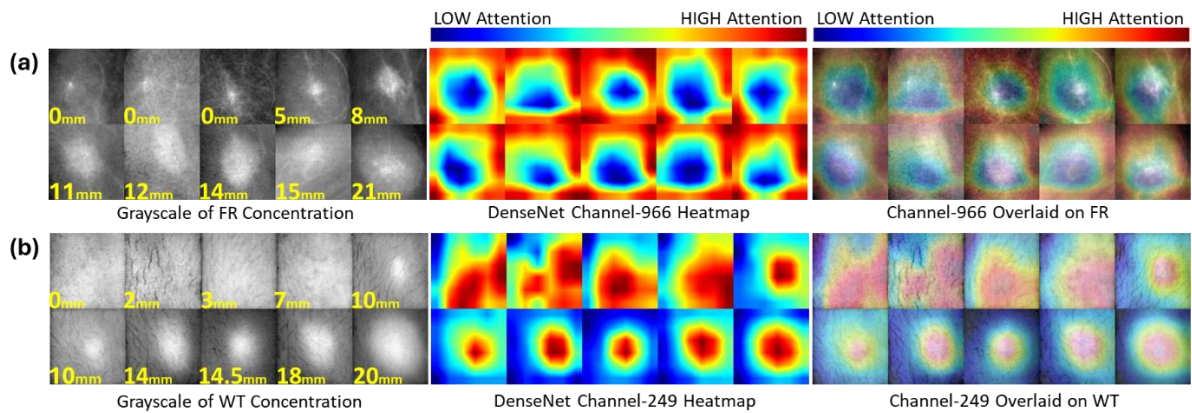 LOW Attention HIGH Attention LOW Attention HIGH Attention
(a)
0mm 0mm 0mm 5mm 8mm
11mm 12mm 14mm 15mm 21mm
Grayscale of FR Concentration DenseNet Channel-966 Heatmap Channel-966 Overlaid on FR
(b)
0mm 2mm 3mm 7mm 10mm
10mm 14mm 14.5mm 18mm 20mm
Grayscale of WT Concentration DenseNet Channel-249 Heatmap Channel-249 Overlaid on WT